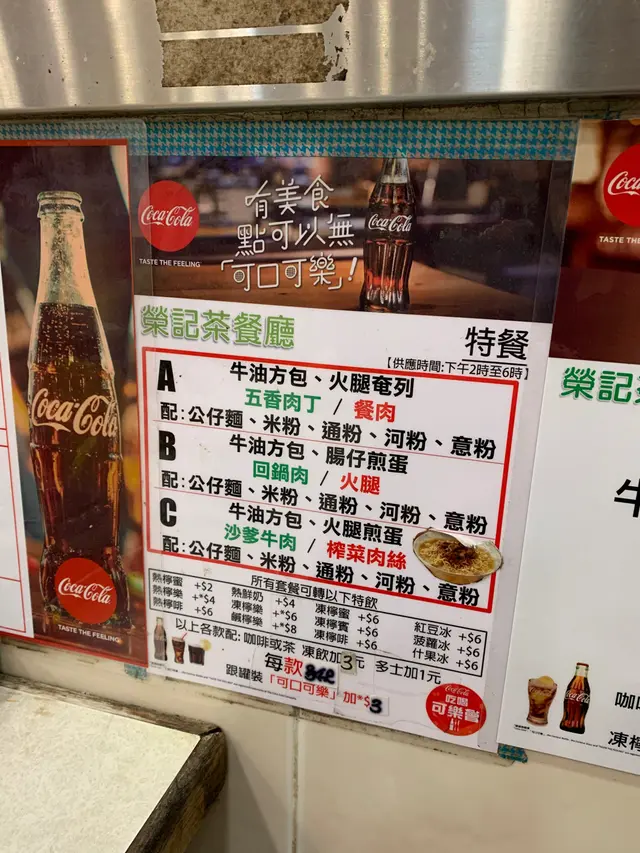 Coca-Cola
TASTE THE FEELING
有美食
點可以無
「可口可樂」!
Coca-Cola
榮記茶餐廳
特餐
【供應時間:下午2時至6時】
A 牛油方包、火腿奄列
五香肉丁 / 餐肉
配:公仔麵、米粉、通粉、河粉、意粉
B 牛油方包、腸仔煎蛋
回鍋肉 / 火腿
配:公仔麵、米粉、通粉、河粉、意粉
C 牛油方包、火腿煎蛋
沙爹牛肉 / 榨菜肉絲
配:公仔麵、米粉、通粉、河粉、意粉
所有套餐可轉以下特飲
熱檸蜜 +$2 熱鮮奶 +$4 凍檸蜜 +$6 紅豆冰 +$6
熱檸樂 +*$4 凍檸樂 +*$6 凍檸賓 +$6 菠蘿冰 +$6
熱檸啡 +$6 鹹檸樂 +*$8 凍檸啡 +$6 什果冰 +$6
以上各款配: 咖啡或茶 凍飲加3元 多士加1元
每款
跟罐裝「可口可樂」加*$3
Coca-Cola
吃喝
可樂賞
Coca-Cola
Coca-Cola
TASTE THE FEELING
Coca-Cola
TASTE THE
榮記
牛
咖啡
凍檸